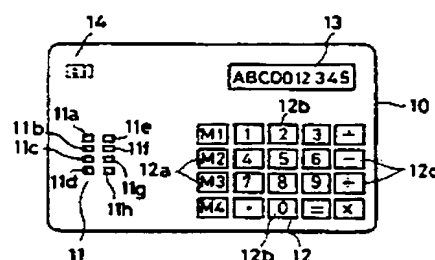 14
13
ABCD012345
10
11a
11e
12b
11b
11f
M1 1 2 3 ÷
11c
12a
M2 4 5 6 −
12c
11d
11g
M3 7 8 9 ÷
11h
M4 · 0 = ×
11
12b
12